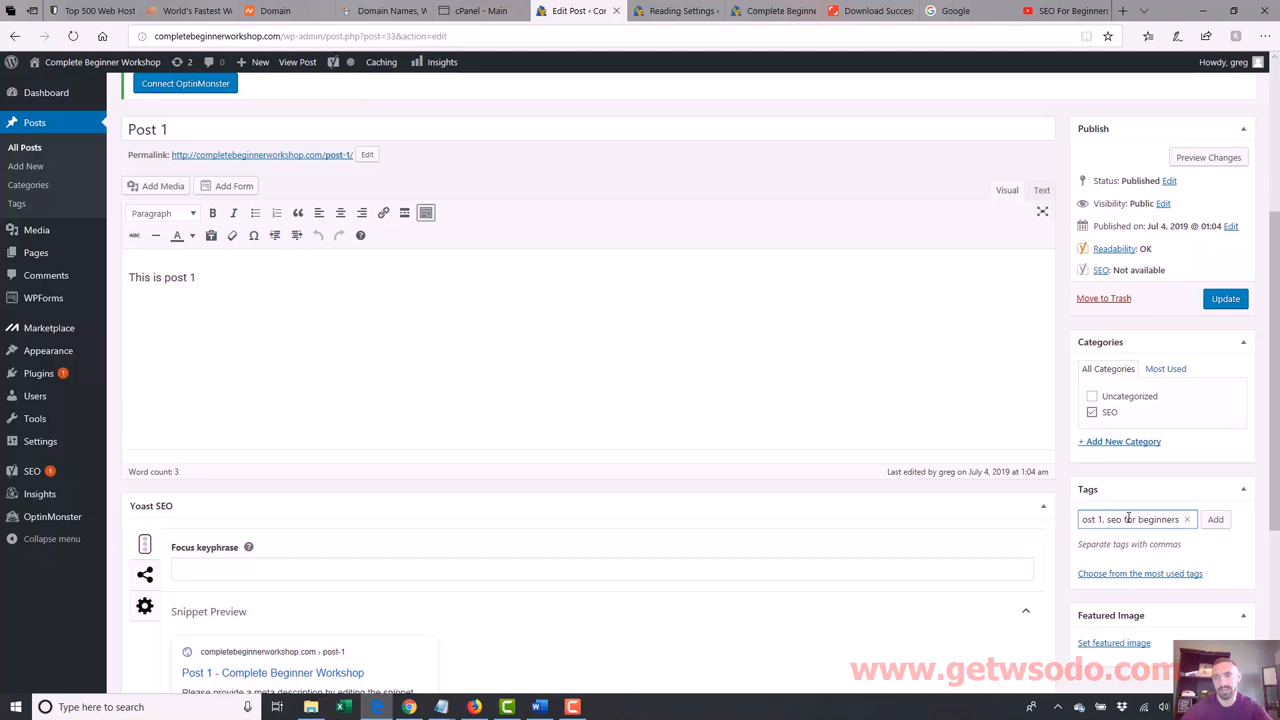 Top 500 Web Host
World's Fastest W
Domain
Domain Names, W
cPanel - Main
Edit Post ‹ Con
Reading Settings ‹
Complete Beginne
Download Succes
Google
SEO For Beginners
completebeginnerworkshop.com/wp-admin/post.php?post=33&action=edit
Complete Beginner Workshop
2
0
New
View Post
Caching
Insights
Howdy, greg
Dashboard
Posts
All Posts
Add New
Categories
Tags
Media
Pages
Comments
WPForms
Marketplace
Appearance
Plugins 1
Users
Tools
Settings
SEO 1
Insights
OptinMonster
Collapse menu
Connect OptinMonster
Post 1
Permalink: http://completebeginnerworkshop.com/post-1/ Edit
Add Media
Add Form
Visual
Text
Paragraph
This is post 1
Word count: 3
Last edited by greg on July 4, 2019 at 1:04 am
Yoast SEO
Focus keyphrase
Snippet Preview
completebeginnerworkshop.com › post-1
Post 1 - Complete Beginner Workshop
Please provide a meta description by editing the snippet
Publish
Preview Changes
Status: Published Edit
Visibility: Public Edit
Published on: Jul 4, 2019 @ 01:04 Edit
Readability: OK
SEO: Not available
Move to Trash
Update
Categories
All Categories
Most Used
Uncategorized
SEO
+ Add New Category
Tags
ost 1, seo for beginners
Add
Separate tags with commas
Choose from the most used tags
Featured Image
Set featured image
www.getwsodo.com
Type here to search